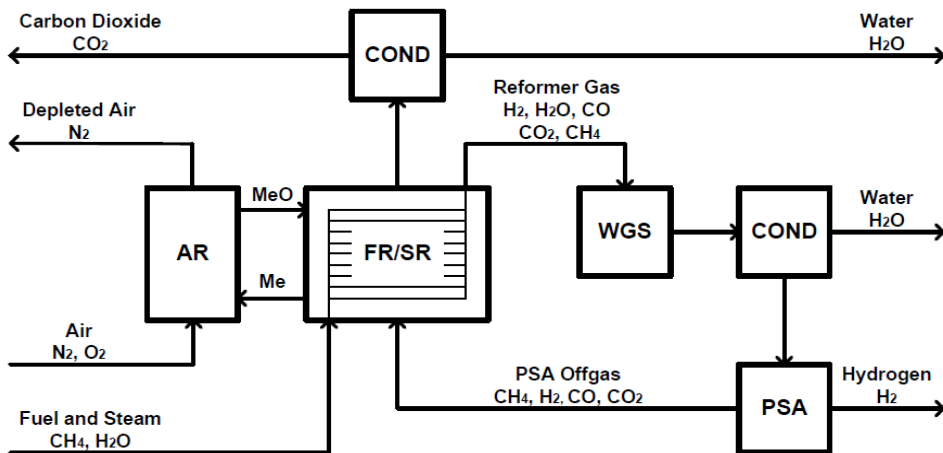 Carbon Dioxide
CO₂
COND
Water
H₂O
Reformer Gas
H₂, H₂O, CO
CO₂, CH₄
Depleted Air
N₂
MeO
AR
Me
FR/SR
WGS
COND
Water
H₂O
Air
N₂, O₂
PSA Offgas
CH₄, H₂, CO, CO₂
PSA
Hydrogen
H₂
Fuel and Steam
CH₄, H₂O